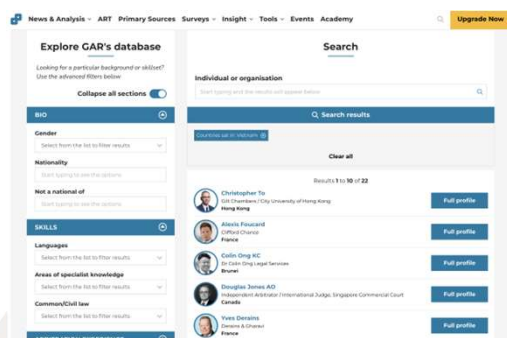 News & Analysis ART Primary Sources Surveys Insight Tools Events Academy
Upgrade Now
Explore GAR's database
Looking for a particular background or skillset?
Use the advanced filters below
Collapse all sections
BIO
Gender
Select from the list to filter results
Nationality
Start typing to see the options
Not a national of
Start typing to see the options
SKILLS
Languages
Select from the list to filter results
Areas of specialist knowledge
Select from the list to filter results
Common/Civil law
Select from the list to filter results
Search
Individual or organisation
Start typing and the results will appear below
Search results
Countries sat in: Vietnam
Clear all
Results 1 to 10 of 22
Christopher To
Gilt Chambers / City University of Hong Kong
Hong Kong
Full profile
Alexis Foucard
Clifford Chance
France
Full profile
Colin Ong KC
Dr Colin Ong Legal Services
Brunei
Full profile
Douglas Jones AO
Independent Arbitrator / International Judge, Singapore Commercial Court
Canada
Full profile
Yves Derains
Derains & Gharavi
France
Full profile